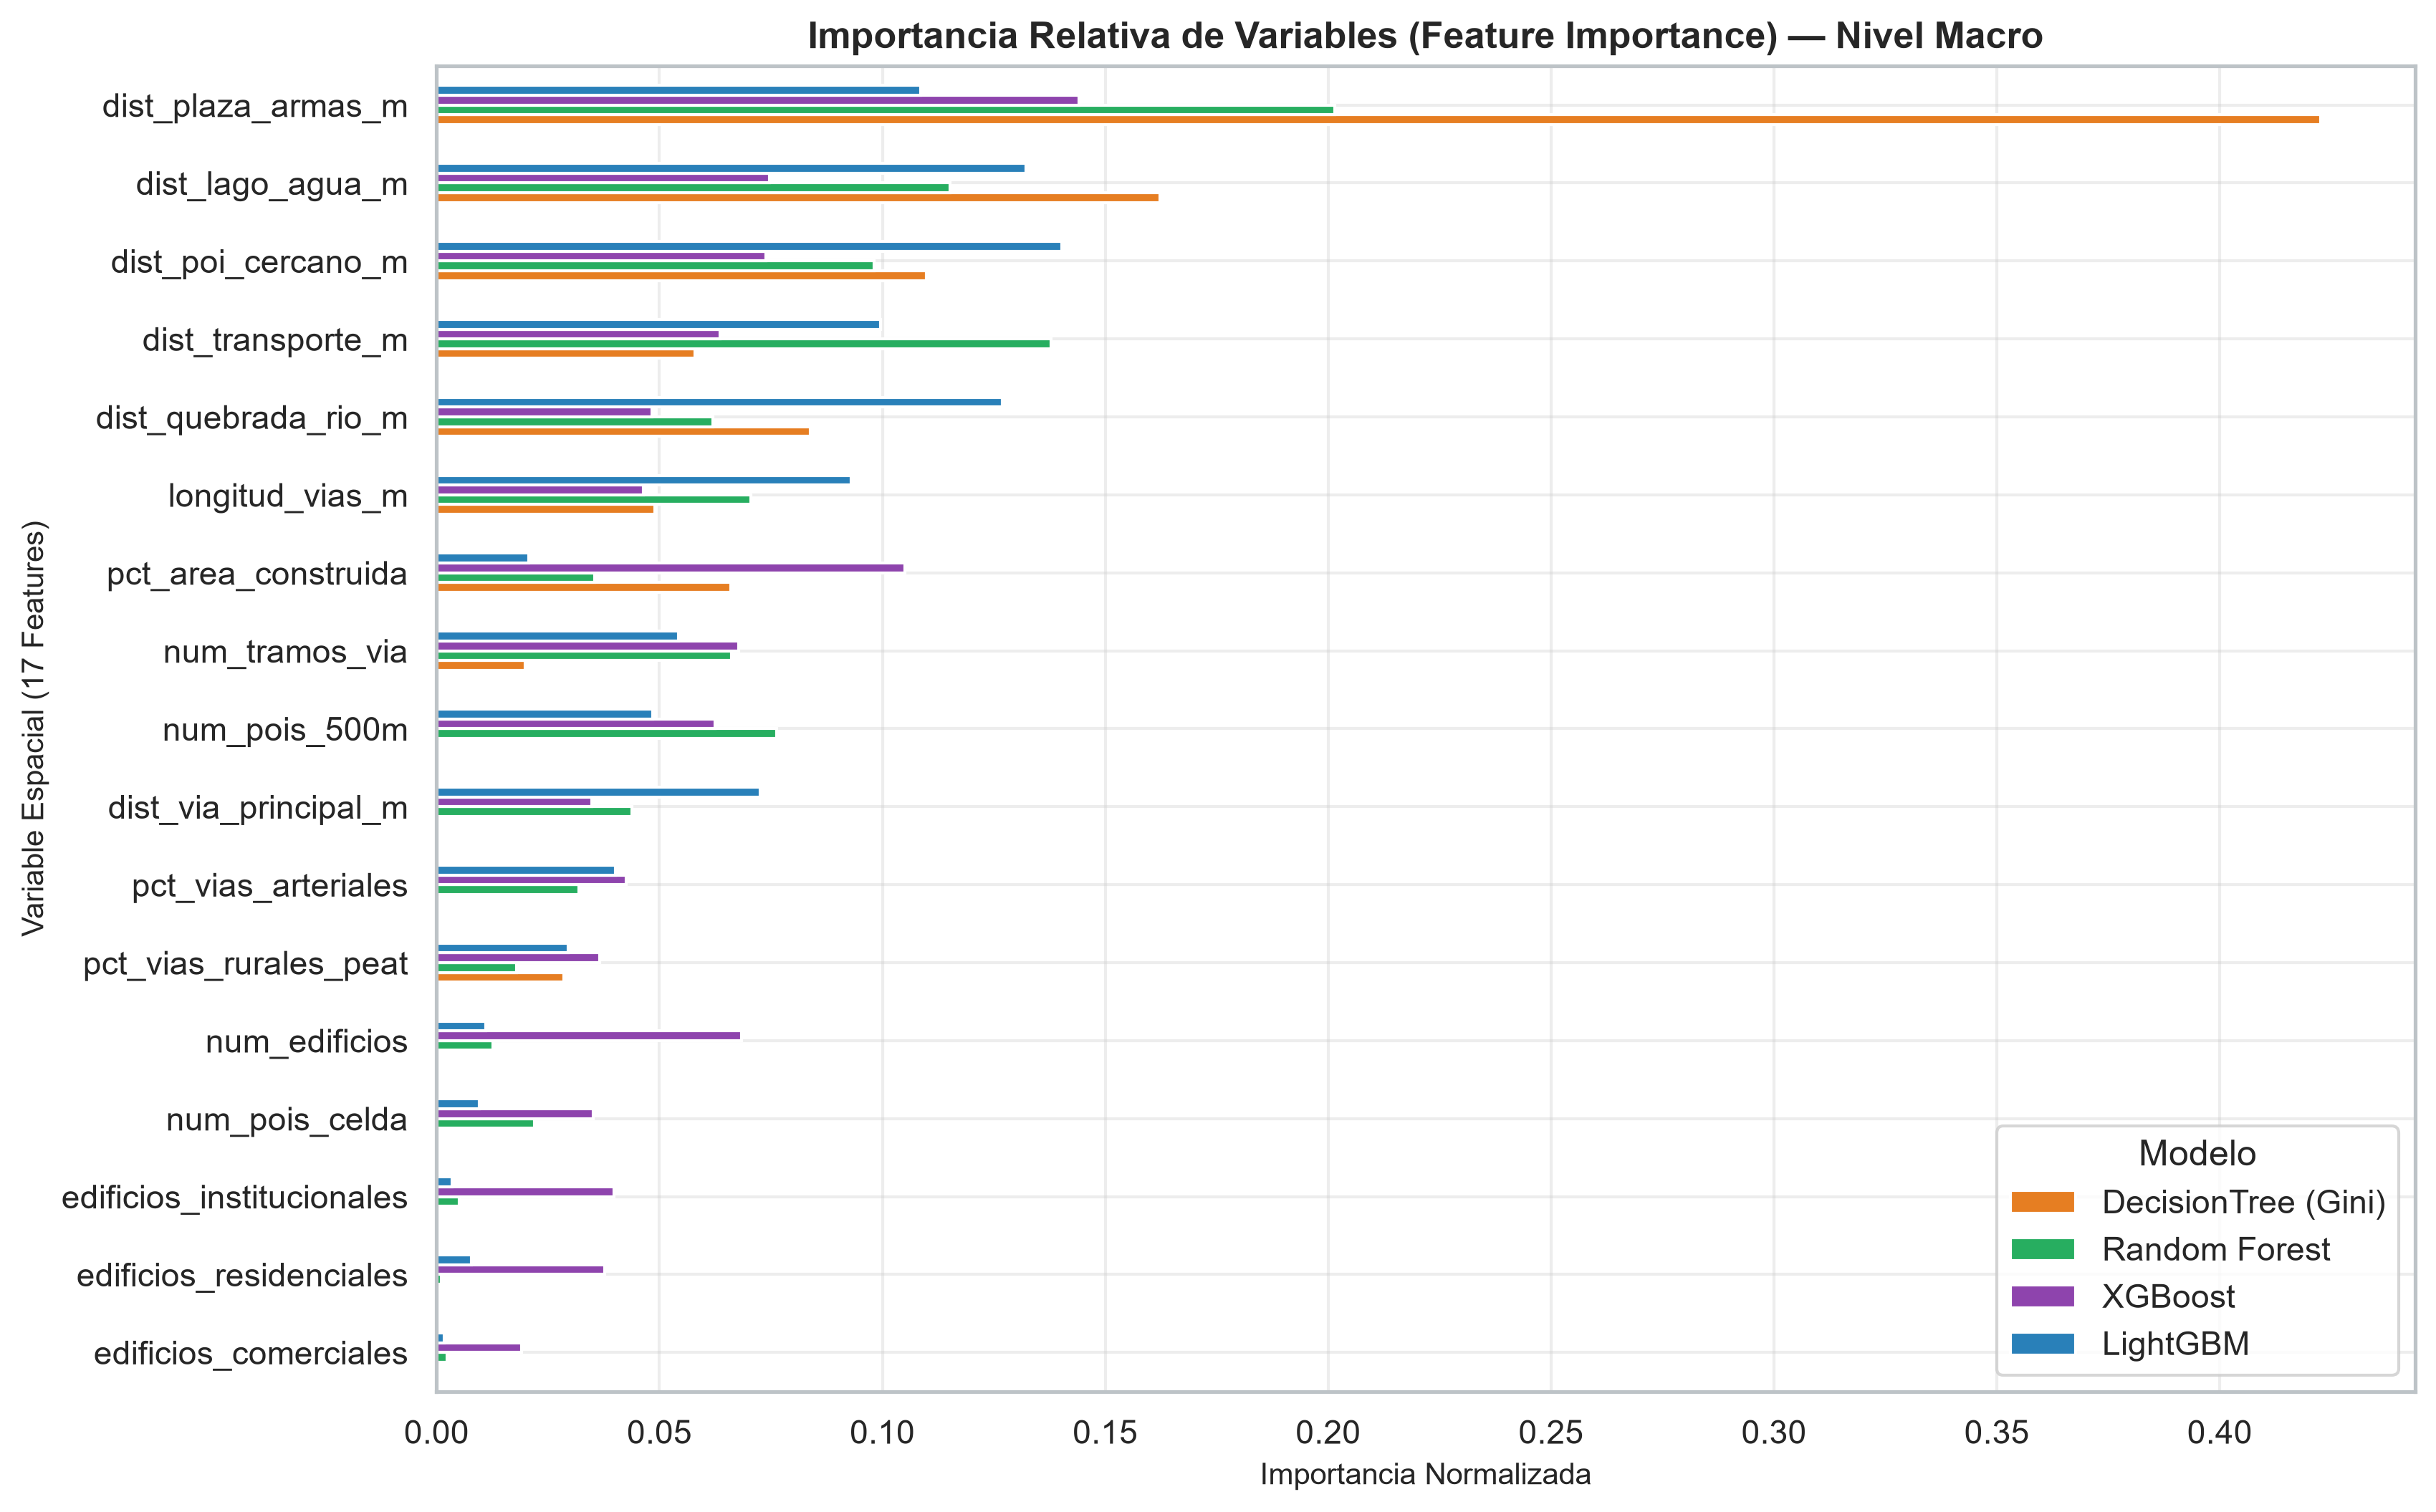 Importancia Relativa de Variables (Feature Importance) — Nivel Macro
Variable Espacial (17 Features)
dist_plaza_armas_m
dist_lago_agua_m
dist_poi_cercano_m
dist_transporte_m
dist_quebrada_rio_m
longitud_vias_m
pct_area_construida
num_tramos_via
num_pois_500m
dist_via_principal_m
pct_vias_arteriales
pct_vias_rurales_peat
num_edificios
num_pois_celda
edificios_institucionales
edificios_residenciales
edificios_comerciales
Modelo
DecisionTree (Gini)
Random Forest
XGBoost
LightGBM
0.00 0.05 0.10 0.15 0.20 0.25 0.30 0.35 0.40
Importancia Normalizada